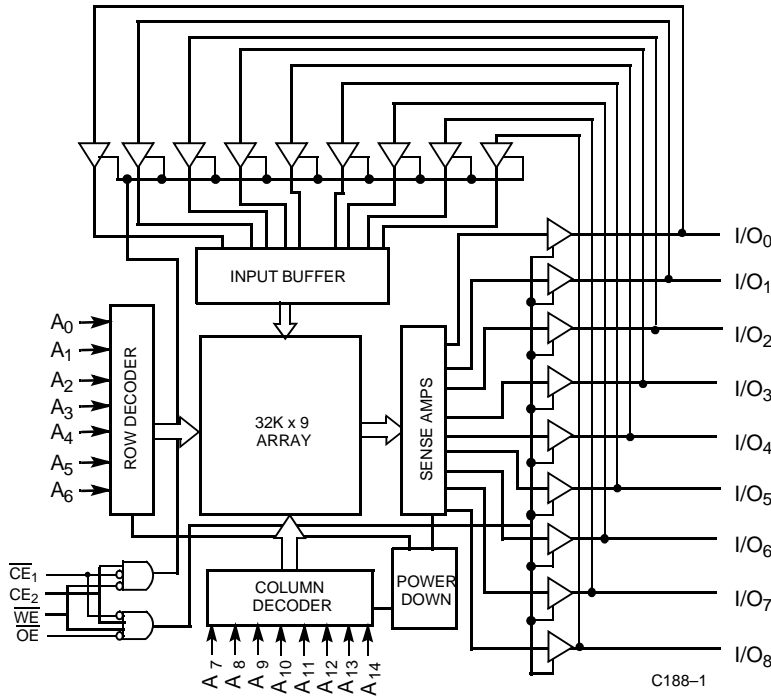 INPUT BUFFER
A0
A1
A2
A3
A4
A5
A6
ROW DECODER
32K x 9
ARRAY
SENSE AMPS
I/O0
I/O1
I/O2
I/O3
I/O4
I/O5
I/O6
I/O7
I/O8
CE1
CE2
WE
OE
COLUMN
DECODER
POWER
DOWN
A7
A8
A9
A10
A11
A12
A13
A14
C188–1